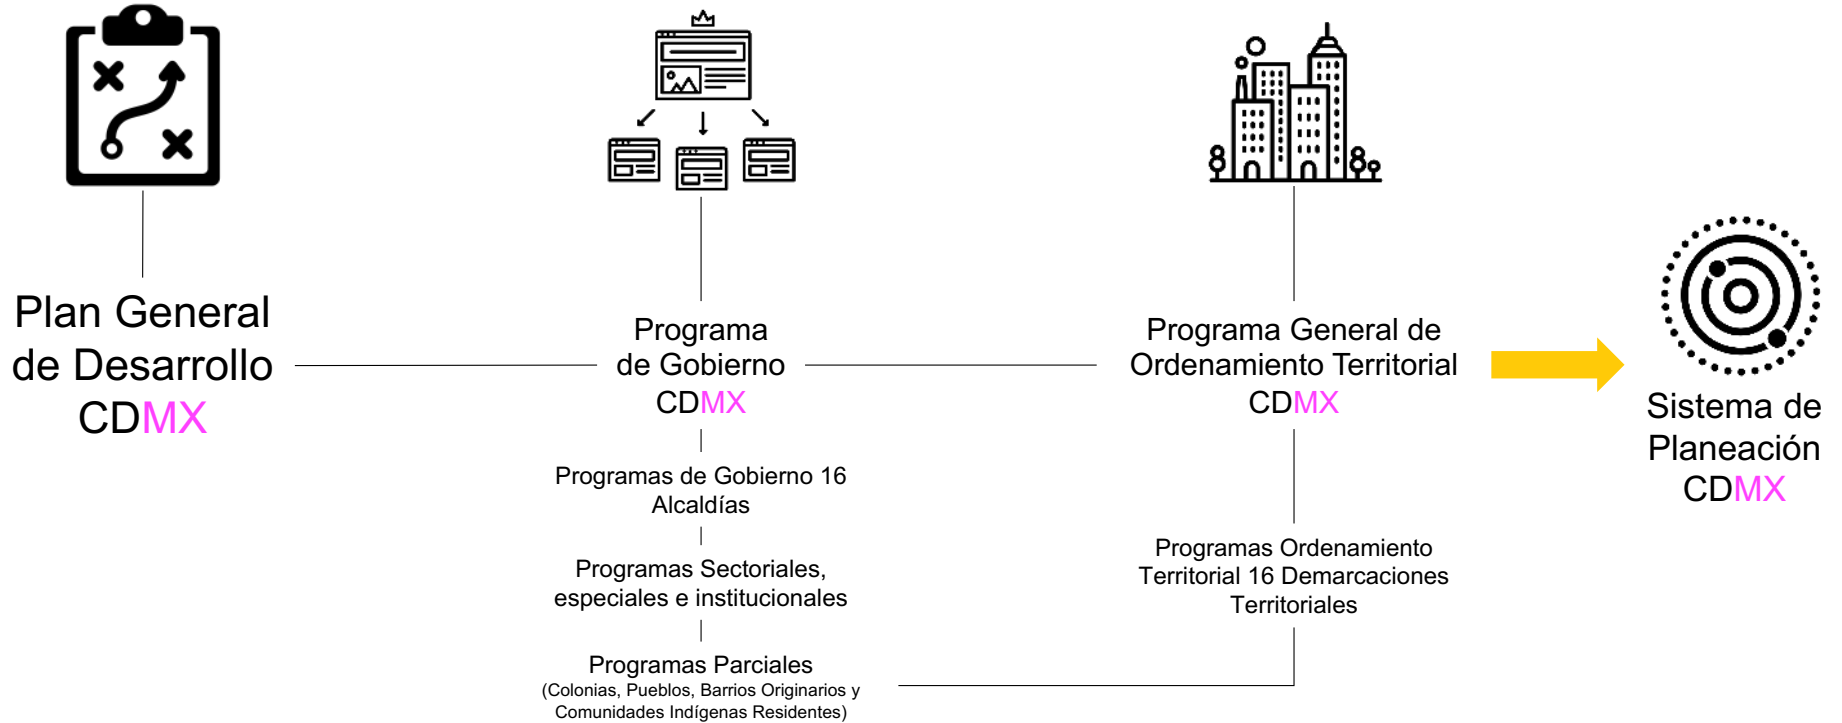 Plan General
de Desarrollo
CDMX
Programa
de Gobierno
CDMX
Programas de Gobierno 16
Alcaldías
Programas Sectoriales,
especiales e institucionales
Programas Parciales
(Colonias, Pueblos, Barrios Originarios y
Comunidades Indígenas Residentes)
Programa General de
Ordenamiento Territorial
CDMX
Programas Ordenamiento
Territorial 16 Demarcaciones
Territoriales
Sistema de
Planeación
CDMX